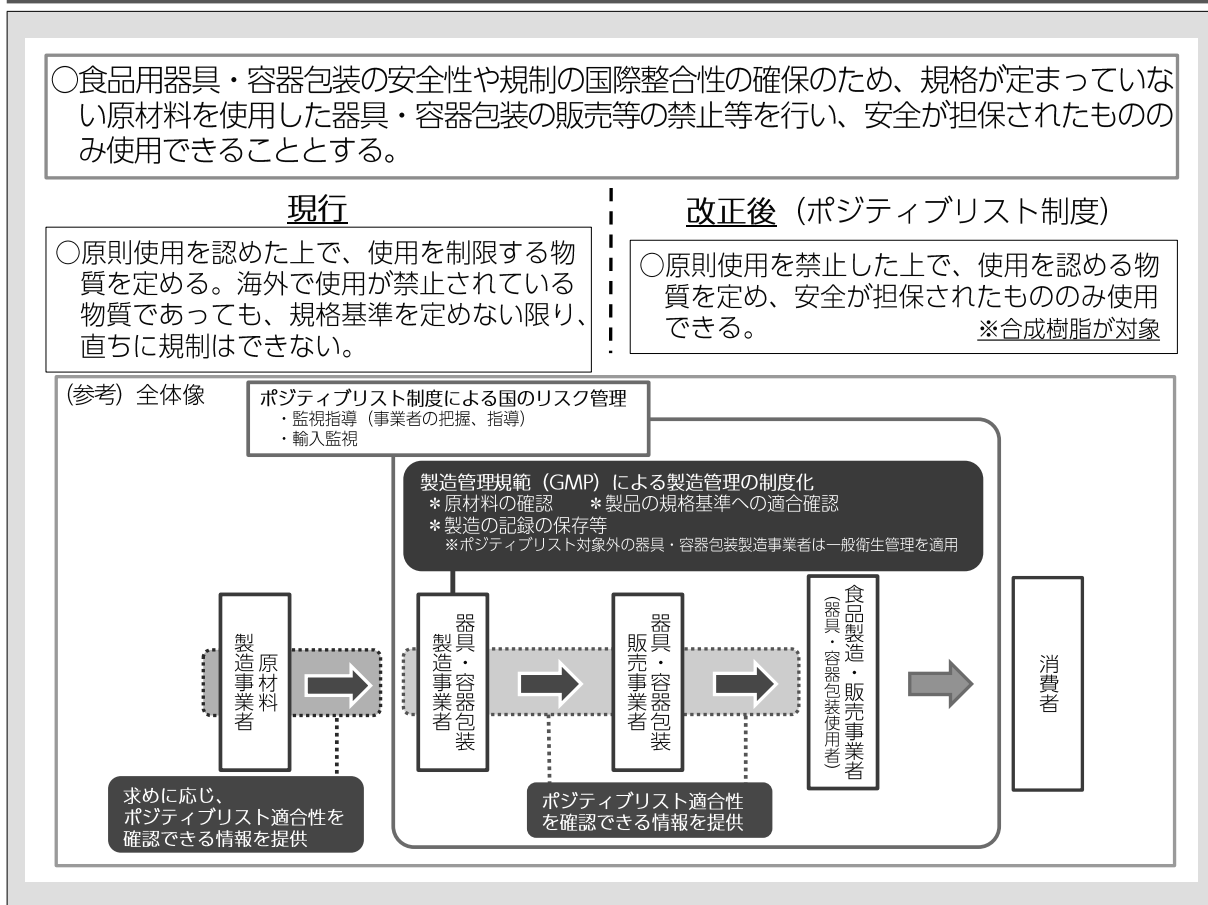 ○食品用器具・容器包装の安全性や規制の国際整合性の確保のため、規格が定まっていな
い原材料を使用した器具・容器包装の販売等の禁止等を行い、安全が担保されたものの
み使用できることとする。
現行
○原則使用を認めた上で、使用を制限する物
質を定める。海外で使用が禁止されている
物質であっても、規格基準を定めない限り、
直ちに規制はできない。
改正後（ポジティブリスト制度）
○原則使用を禁止した上で、使用を認める物
質を定め、安全が担保されたもののみ使用
できる。 ※合成樹脂が対象
(参考) 全体像
ポジティブリスト制度による国のリスク管理
・監視指導（事業者の把握、指導）
・輸入監視
製造管理規範（GMP）による製造管理の制度化
＊原材料の確認 ＊製品の規格基準への適合確認
＊製造の記録の保存等
※ポジティブリスト対象外の器具・容器包装製造事業者は一般衛生管理を適用
原材料
製造事業者
器具・容器包装
製造事業者
器具・容器包装
販売事業者
食品製造・販売事業者
（器具・容器包装使用者）
消費者
求めに応じ、
ポジティブリスト適合性を
確認できる情報を提供
ポジティブリスト適合性
を確認できる情報を提供